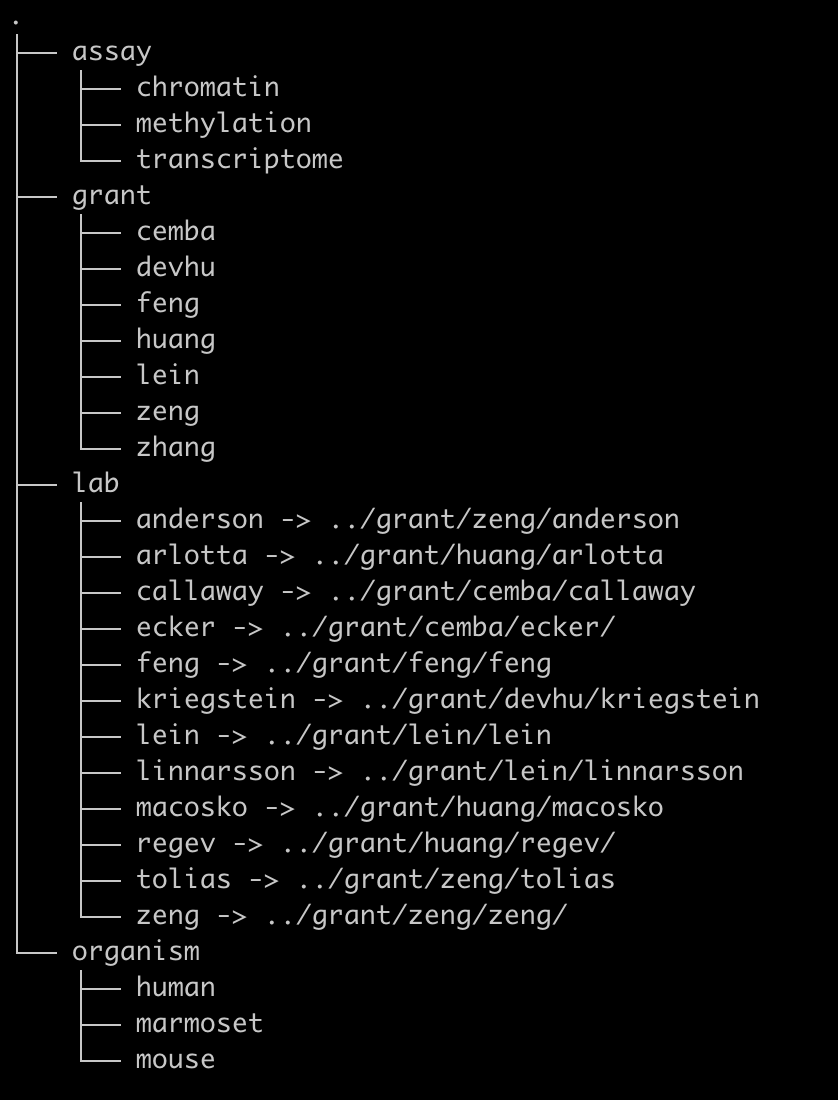 .
├── assay
│   ├── chromatin
│   ├── methylation
│   └── transcriptome
├── grant
│   ├── cemba
│   ├── devhu
│   ├── feng
│   ├── huang
│   ├── lein
│   ├── zeng
│   └── zhang
├── lab
│   ├── anderson -> ../grant/zeng/anderson
│   ├── arlotta -> ../grant/huang/arlotta
│   ├── callaway -> ../grant/cemba/callaway
│   ├── ecker -> ../grant/cemba/ecker/
│   ├── feng -> ../grant/feng/feng
│   ├── kriegstein -> ../grant/devhu/kriegstein
│   ├── lein -> ../grant/lein/lein
│   ├── linnarsson -> ../grant/lein/linnarsson
│   ├── macosko -> ../grant/huang/macosko
│   ├── regev -> ../grant/huang/regev/
│   ├── tolias -> ../grant/zeng/tolias
│   └── zeng -> ../grant/zeng/zeng/
└── organism
    ├── human
    ├── marmoset
    └── mouse